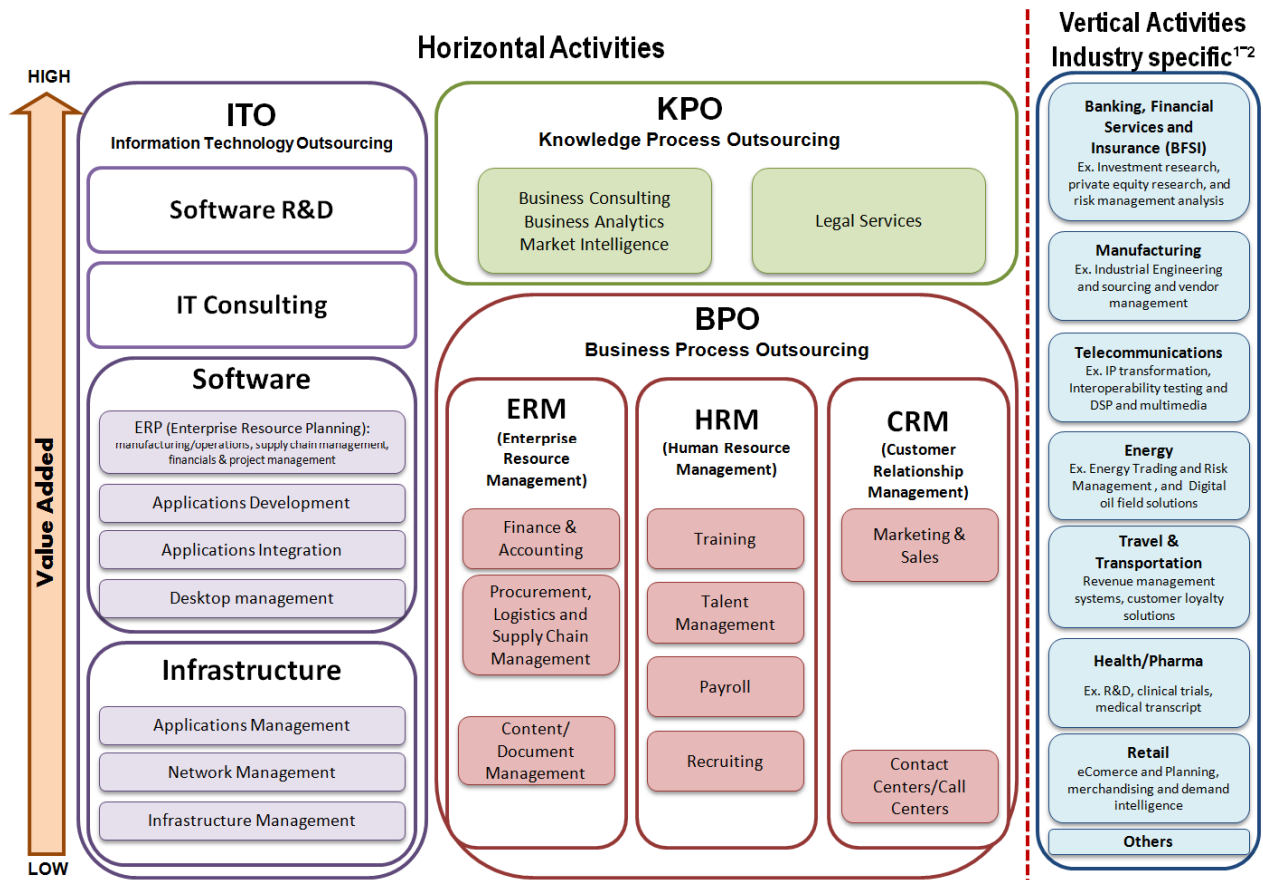 Horizontal Activities
Vertical Activities
Industry specific¹⁻²
HIGH
Value Added
LOW
ITO
Information Technology Outsourcing
Software R&D
IT Consulting
Software
ERP (Enterprise Resource Planning):
manufacturing/operations, supply chain management,
financials & project management
Applications Development
Applications Integration
Desktop management
Infrastructure
Applications Management
Network Management
Infrastructure Management
KPO
Knowledge Process Outsourcing
Business Consulting
Business Analytics
Market Intelligence
Legal Services
BPO
Business Process Outsourcing
ERM
(Enterprise
Resource
Management)
Finance &
Accounting
Procurement,
Logistics and
Supply Chain
Management
Content/
Document
Management
HRM
(Human Resource
Management)
Training
Talent
Management
Payroll
Recruiting
CRM
(Customer
Relationship
Management)
Marketing &
Sales
Contact
Centers/Call
Centers
Banking, Financial
Services and
Insurance (BFSI)
Ex. Investment research,
private equity research, and
risk management analysis
Manufacturing
Ex. Industrial Engineering
and sourcing and vendor
management
Telecommunications
Ex. IP transformation,
Interoperability testing and
DSP and multimedia
Energy
Ex. Energy Trading and Risk
Management , and Digital
oil field solutions
Travel &
Transportation
Revenue management
systems, customer loyalty
solutions
Health/Pharma
Ex. R&D, clinical trials,
medical transcript
Retail
eComerce and Planning,
merchandising and demand
intelligence
Others